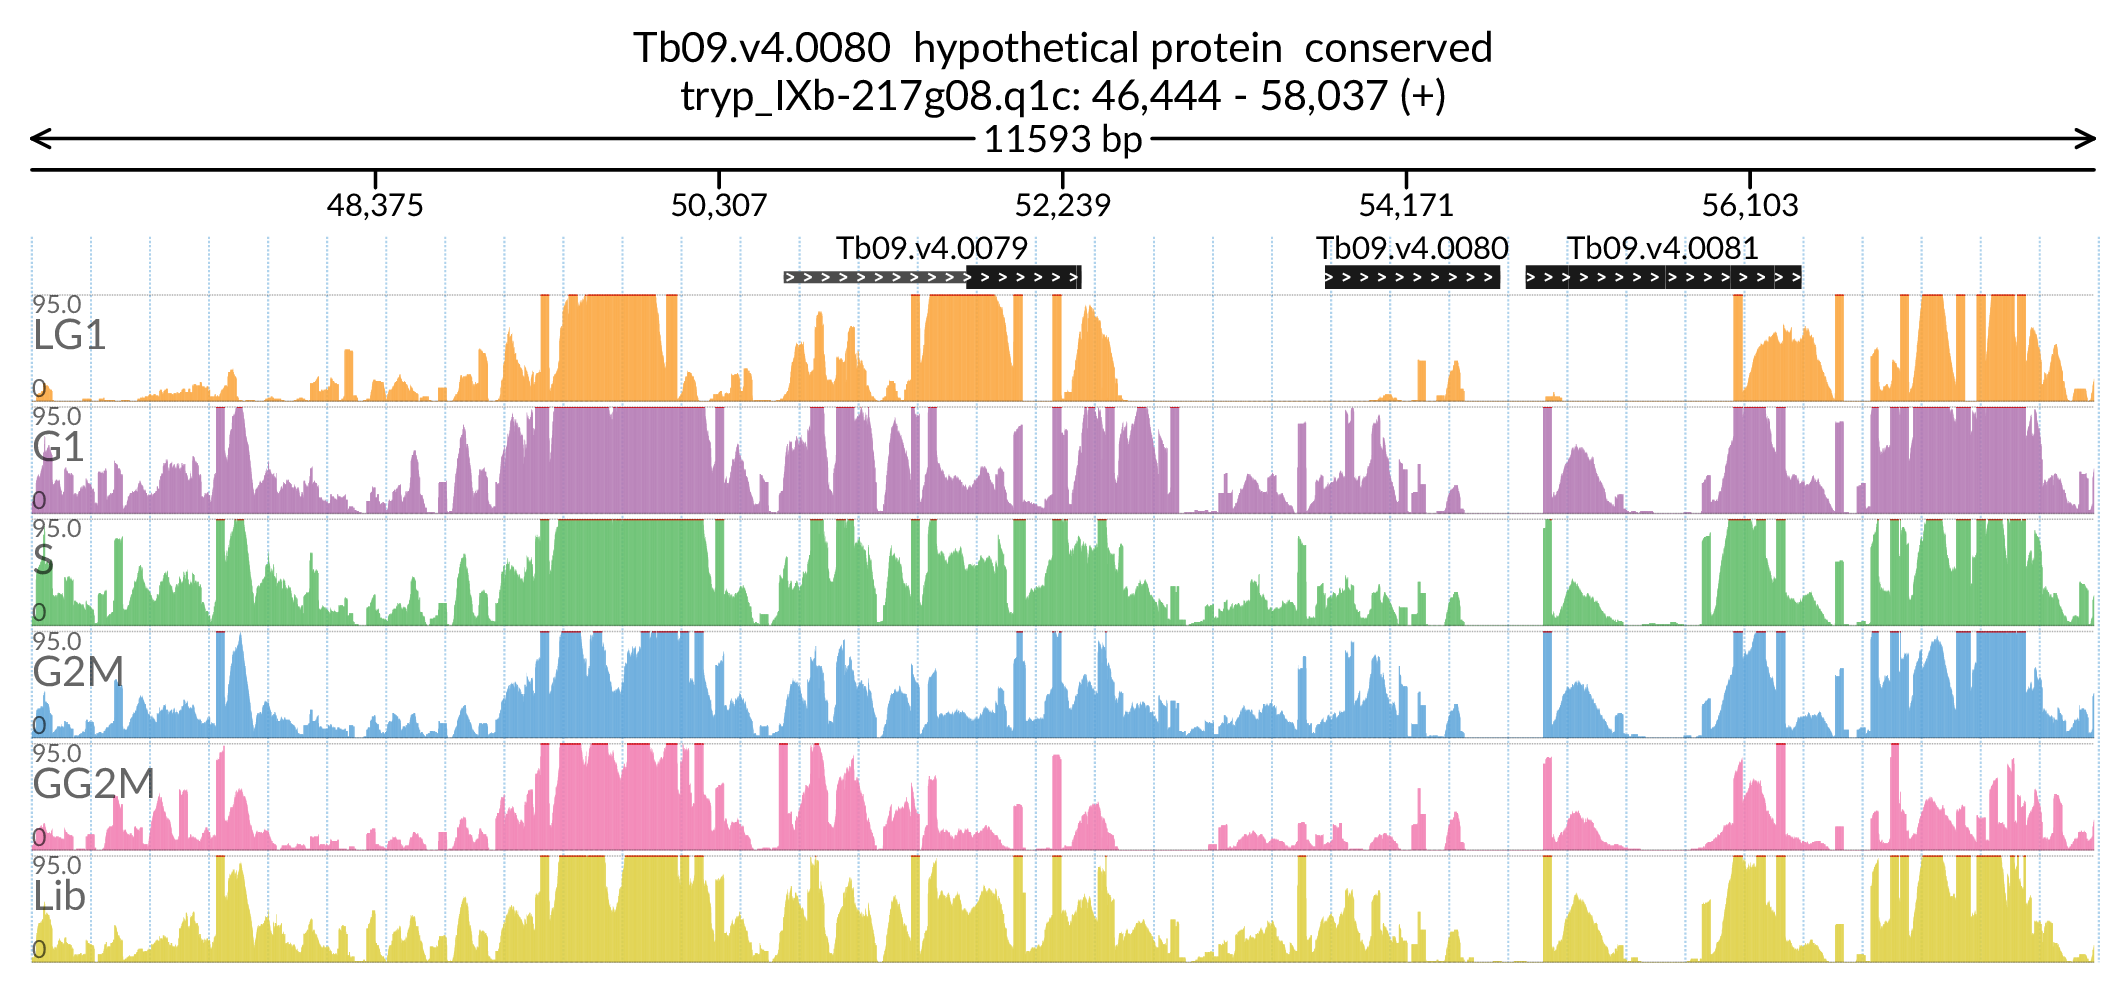 Tb09.v4.0080 hypothetical protein conserved
tryp_IXb-217g08.q1c: 46,444 - 58,037 (+)
11593 bp
48,375 50,307 52,239 54,171 56,103
Tb09.v4.0079 Tb09.v4.0080 Tb09.v4.0081
95.0
LG1
0
95.0
G1
0
95.0
S
0
95.0
G2M
0
95.0
GG2M
0
95.0
Lib
0